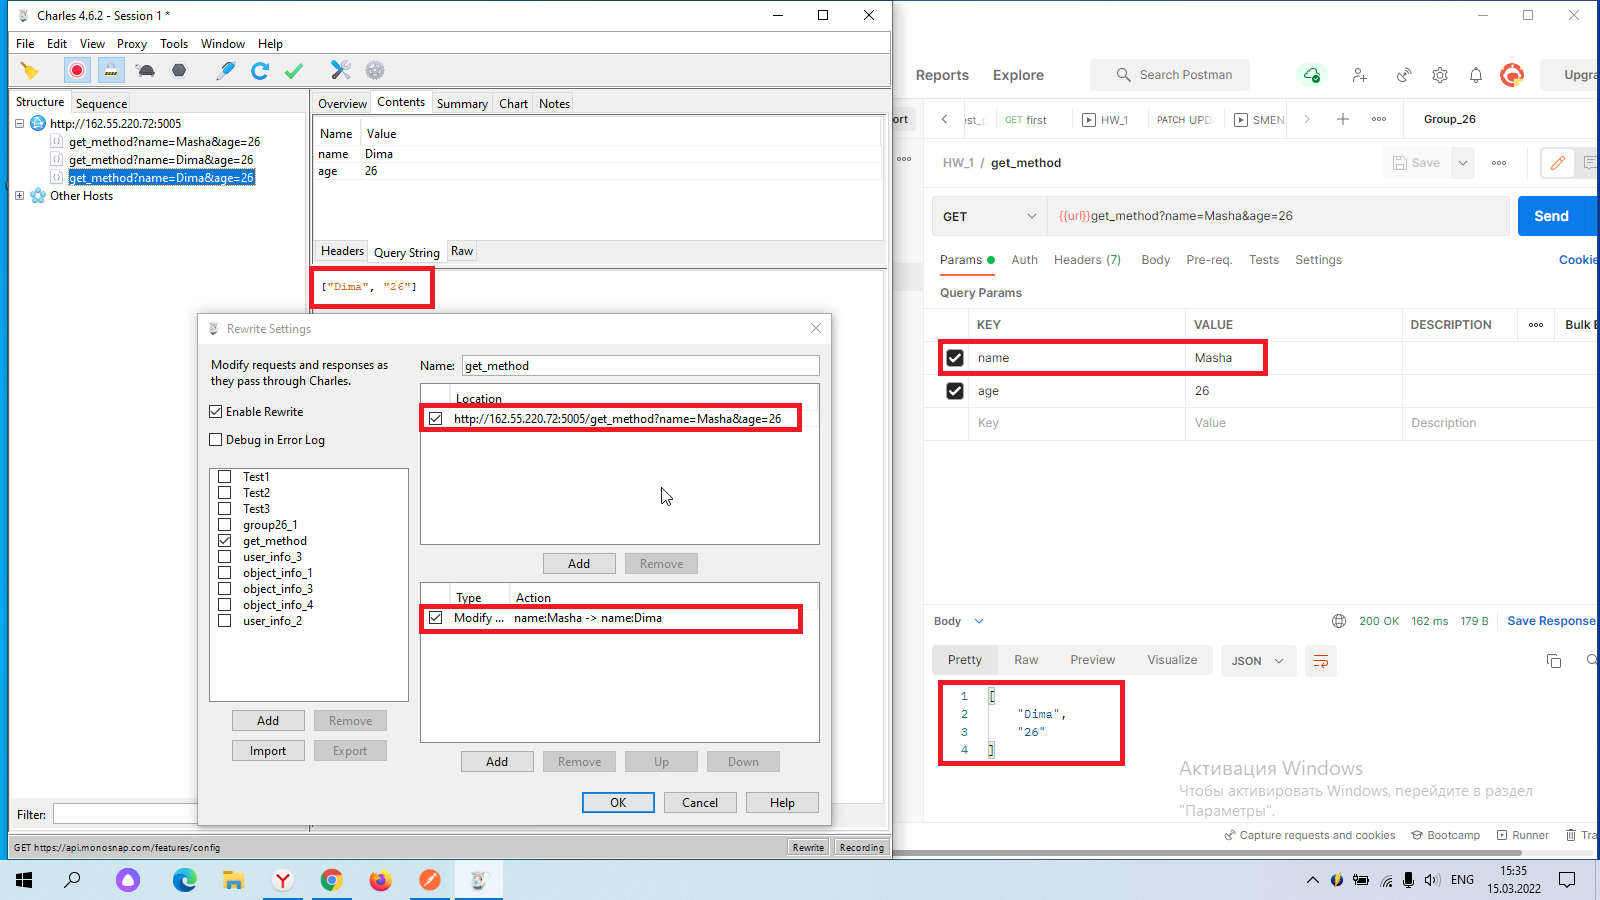 Charles 4.6.2 - Session 1 *
File Edit View Proxy Tools Window Help
Structure Sequence
http://162.55.220.72:5005
get_method?name=Masha&age=26
get_method?name=Dima&age=26
get_method?name=Dima&age=26
Other Hosts
Overview Contents Summary Chart Notes
Name Value
name Dima
age 26
Headers Query String Raw
["Dima", "26"]
Rewrite Settings
Modify requests and responses as
they pass through Charles.
Enable Rewrite
Debug in Error Log
Test1
Test2
Test3
group26_1
get_method
user_info_3
object_info_1
object_info_3
object_info_4
user_info_2
Add Remove
Import Export
Name: get_method
Location
http://162.55.220.72:5005/get_method?name=Masha&age=26
Add Remove
Type Action
Modify ... name:Masha -> name:Dima
Add Remove Up Down
OK Cancel Help
Filter:
GET https://api.monosnap.com/features/config
Rewrite Recording
Reports Explore Search Postman Upgra
ort est_p GET first HW_1 PATCH UPD SMEN Group_26
HW_1 / get_method Save
GET {{url}}get_method?name=Masha&age=26 Send
Params Auth Headers (7) Body Pre-req. Tests Settings Cookie
Query Params
KEY VALUE DESCRIPTION Bulk E
name Masha
age 26
Key Value Description
Body 200 OK 162 ms 179 B Save Response
Pretty Raw Preview Visualize JSON
1 [
2 "Dima",
3 "26"
4 ]
Активация Windows
Чтобы активировать Windows, перейдите в раздел
"Параметры".
Capture requests and cookies Bootcamp Runner Tra
ENG 15:35
15.03.2022